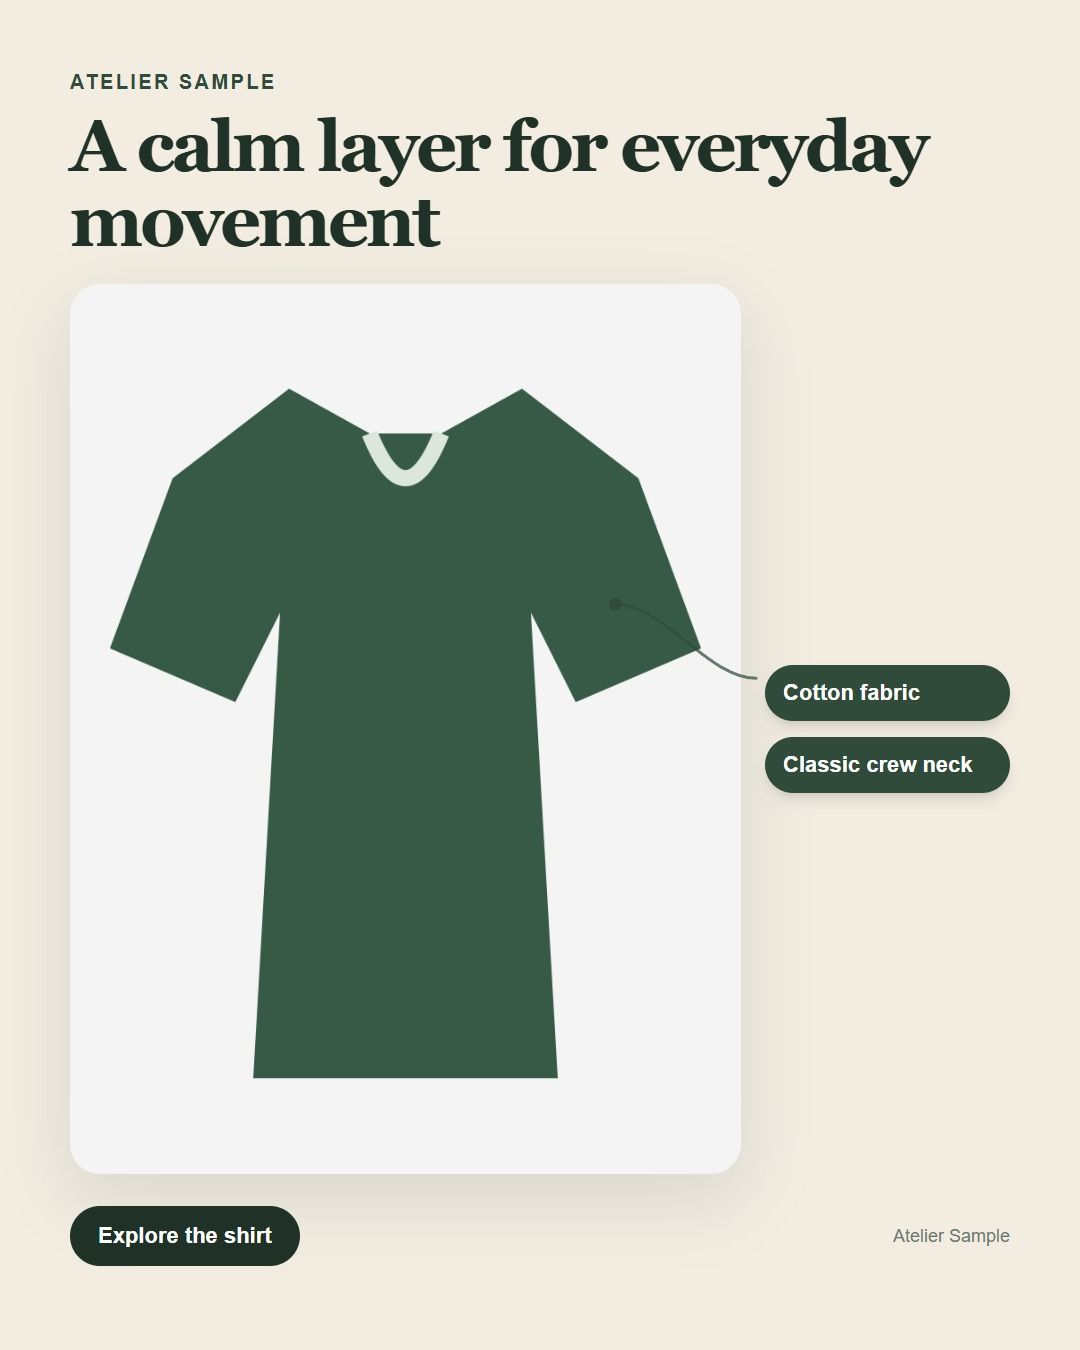 ATELIER SAMPLE
A calm layer for everyday
movement
Cotton fabric
Classic crew neck
Explore the shirt
Atelier Sample